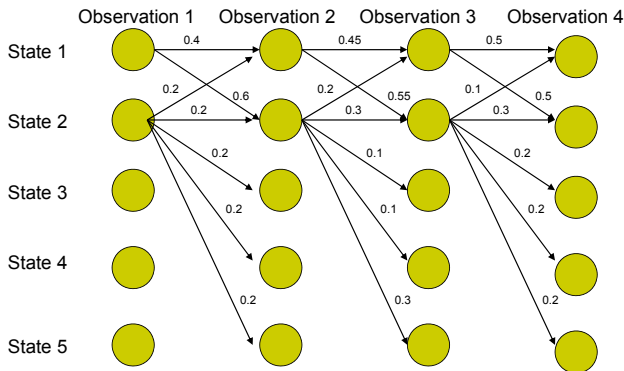 Observation 1 Observation 2 Observation 3 Observation 4
State 1
0.4 0.45 0.5
0.2 0.6 0.2 0.55 0.1 0.5
State 2
0.2 0.3 0.3
0.2 0.1 0.2
State 3
0.2 0.1 0.2
State 4
0.2 0.3 0.2
State 5